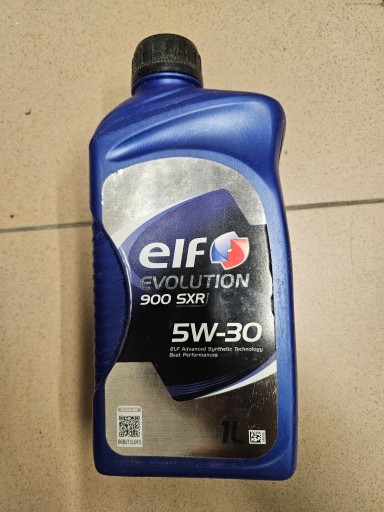 elf
EVOLUTION
900 SXR
5W-30
ELF Advanced Synthetic Technology
Best Performances
1L